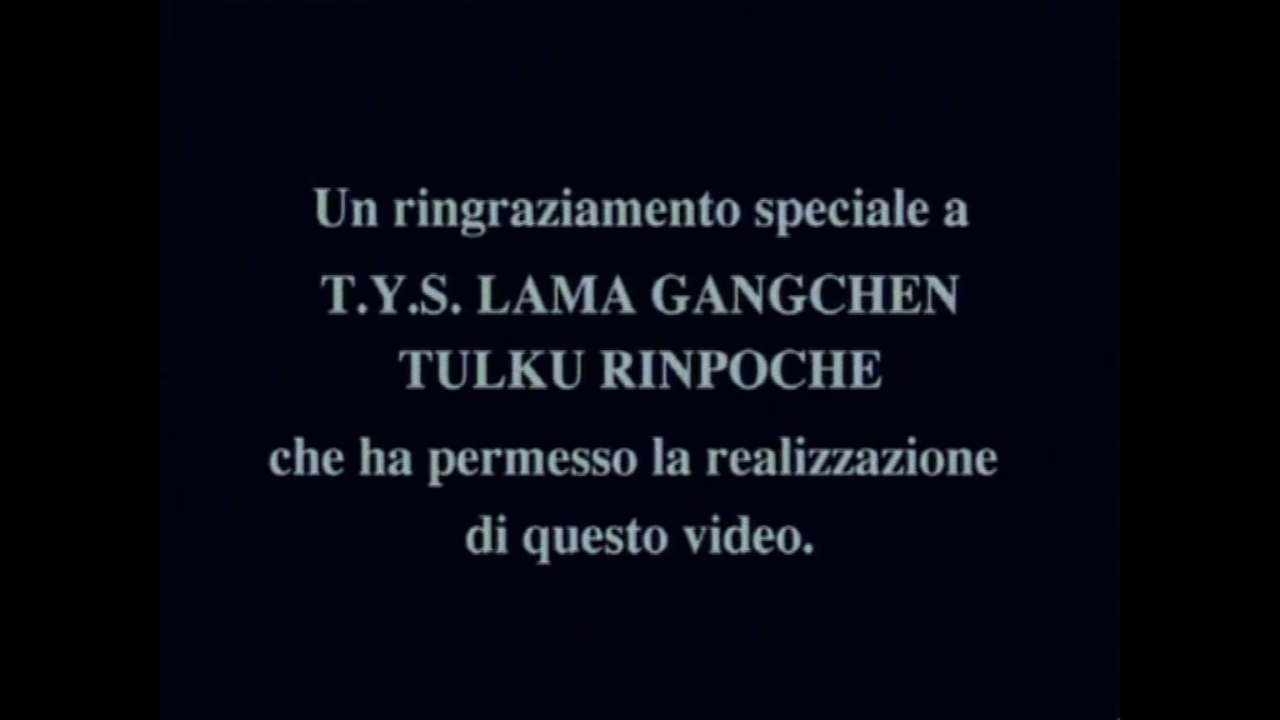 Un ringraziamento speciale a
T.Y.S. LAMA GANGCHEN
TULKU RINPOCHE
che ha permesso la realizzazione
di questo video.